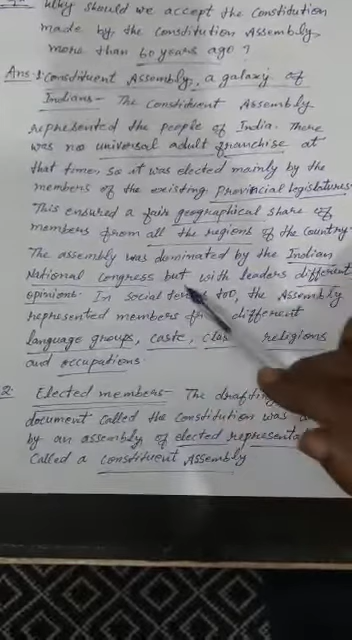 Why should we accept the Constitution
made by the Constitution Assembly
more than 60 years ago?
Ans 1: Constituent Assembly, a galaxy of
Indians - The Constituent Assembly
represented the people of India. There
was no universal adult franchise at
that time, so it was elected mainly by the
members of the existing Provincial legislatures.
This ensured a fair geographical share of
members from all the regions of the Country.
The assembly was dominated by the Indian
National Congress but with leaders different
opinions. In social too, the Assembly
represented members different
language groups, caste, religions
and occupations.
2. Elected members - The
document called the Constitution was
by an assembly of elected
Called a constituent Assembly